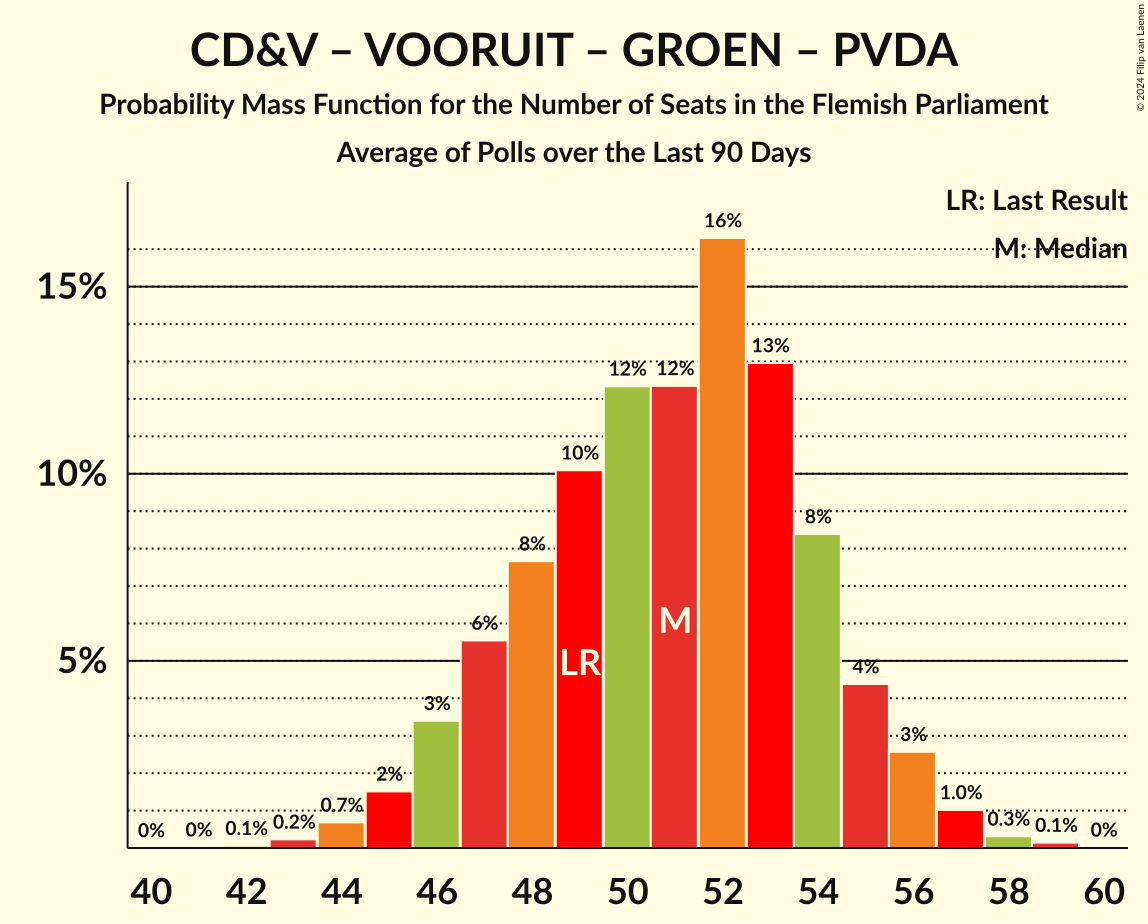 CD&V – VOORUIT – GROEN – PVDA
Probability Mass Function for the Number of Seats in the Flemish Parliament
Average of Polls over the Last 90 Days
© 2024 Filip van Laenen
LR: Last Result
M: Median
15%
10%
5%
0%
0%
0.1%
0.2%
0.7%
2%
3%
6%
8%
10%
12%
12%
16%
13%
8%
4%
3%
1.0%
0.3%
0.1%
0%
LR
M
40 42 44 46 48 50 52 54 56 58 60